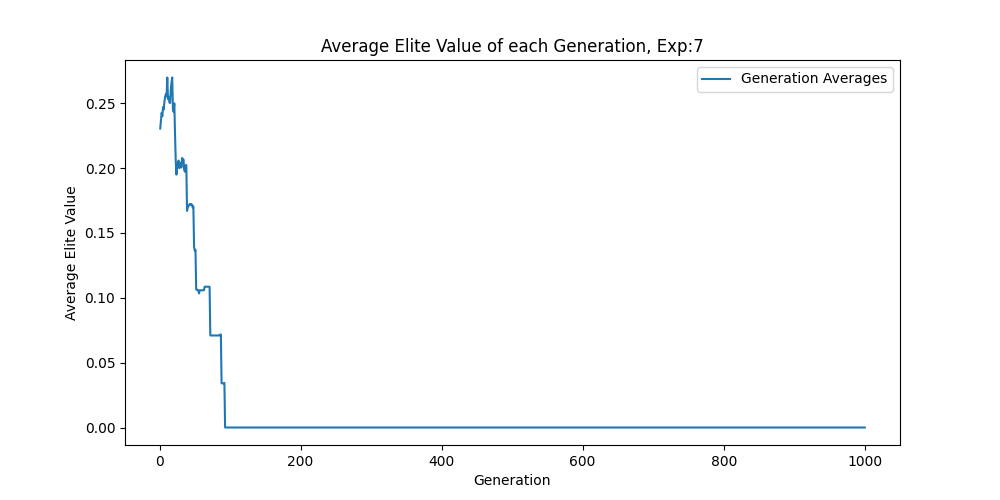 Average Elite Value of each Generation, Exp:7
Generation Averages
Average Elite Value
0.25
0.20
0.15
0.10
0.05
0.00
0 200 400 600 800 1000
Generation